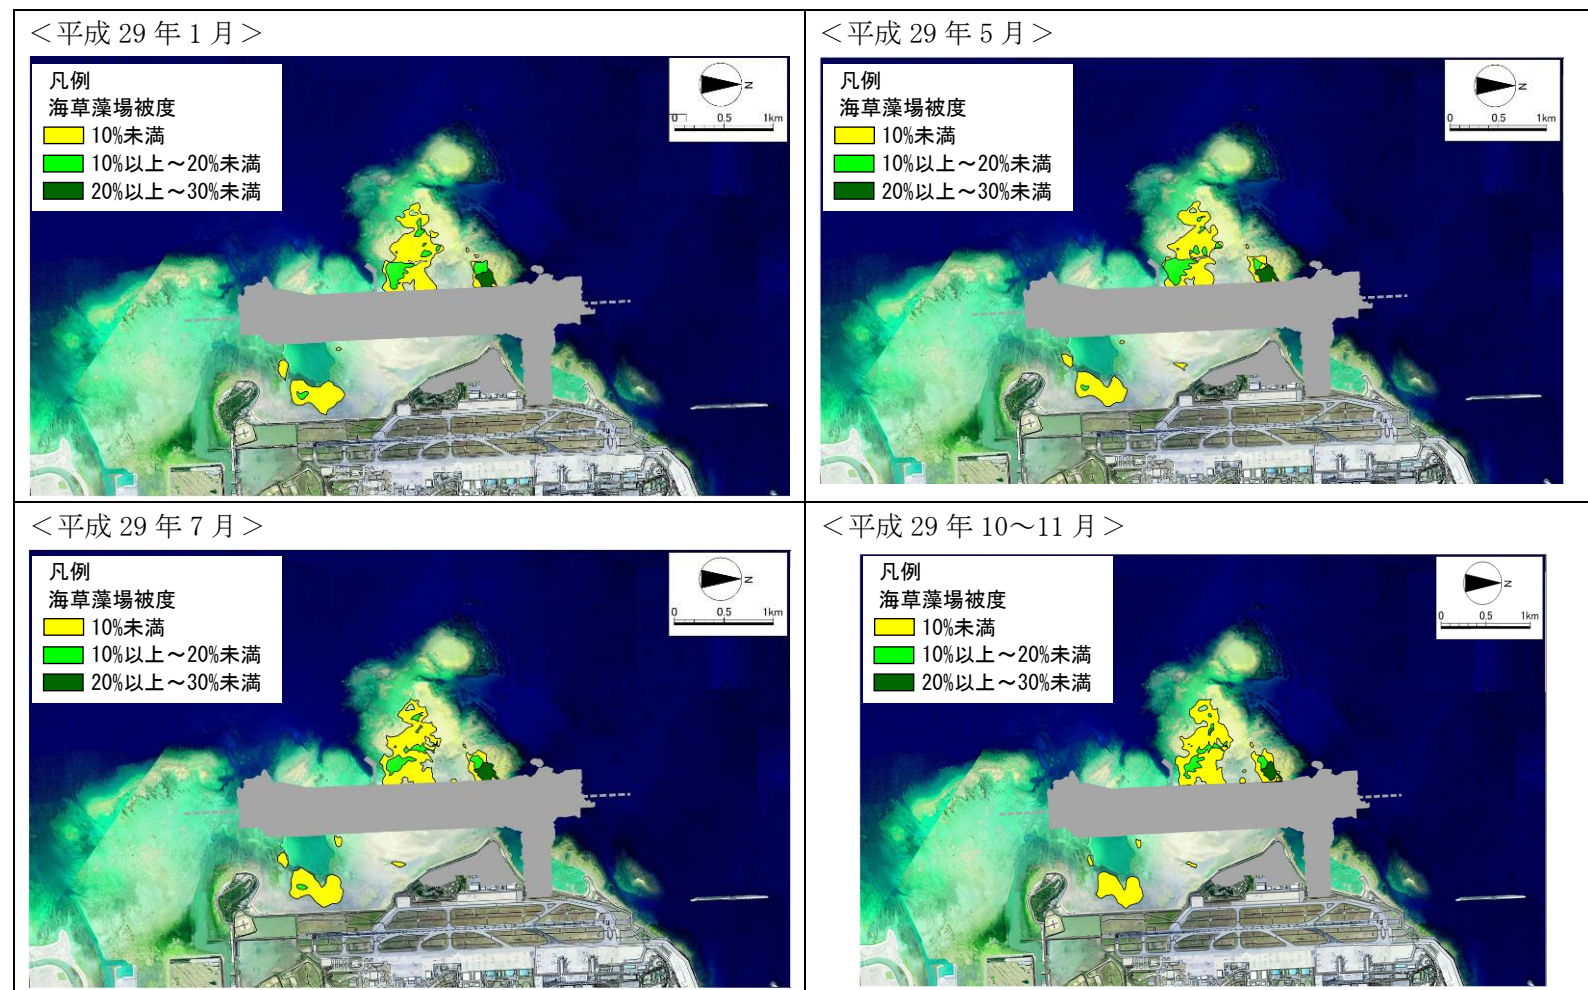 ＜平成 29 年 1 月＞
凡例
海草藻場被度
10%未満
10%以上～20%未満
20%以上～30%未満
N
0 0.5 1km
＜平成 29 年 5 月＞
凡例
海草藻場被度
10%未満
10%以上～20%未満
20%以上～30%未満
N
0 0.5 1km
＜平成 29 年 7 月＞
凡例
海草藻場被度
10%未満
10%以上～20%未満
20%以上～30%未満
N
0 0.5 1km
＜平成 29 年 10～11 月＞
凡例
海草藻場被度
10%未満
10%以上～20%未満
20%以上～30%未満
N
0 0.5 1km